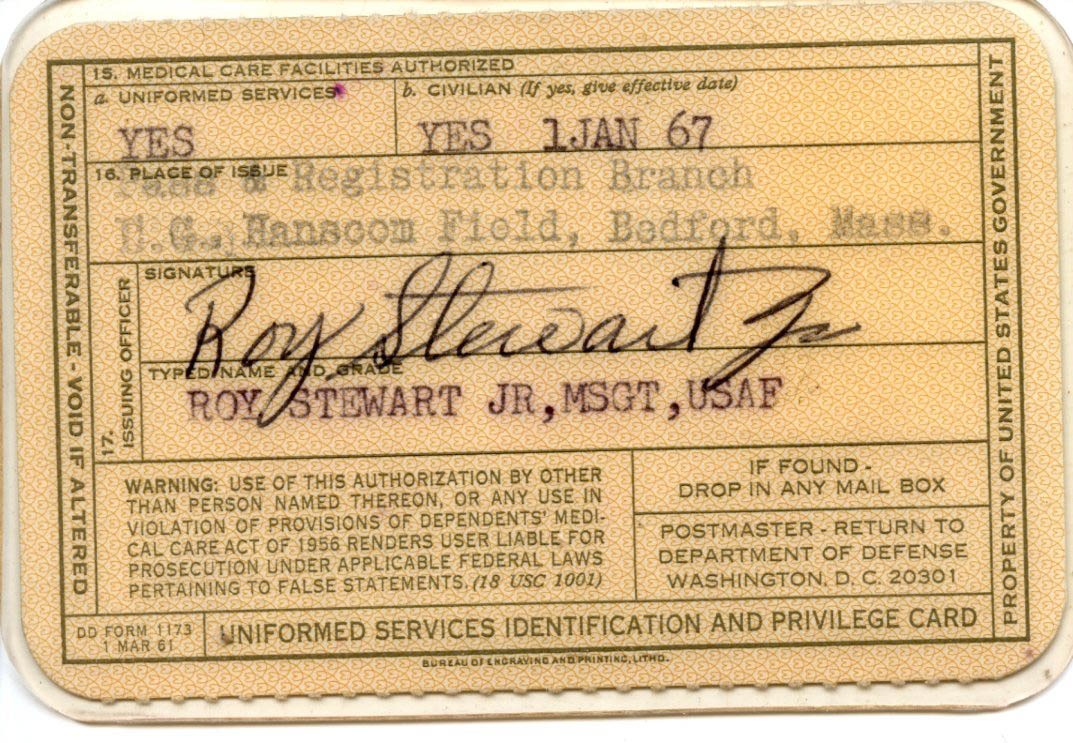 15. MEDICAL CARE FACILITIES AUTHORIZED
a. UNIFORMED SERVICES
YES
b. CIVILIAN (If yes, give effective date)
YES 1JAN 67
16. PLACE OF ISSUE
Pass & Registration Branch
L.G. Hanscom Field, Bedford, Mass.
17. ISSUING OFFICER
SIGNATURE
Roy Stewart Jr
TYPED NAME AND GRADE
ROY STEWART JR,MSGT,USAF
WARNING: USE OF THIS AUTHORIZATION BY OTHER
THAN PERSON NAMED THEREON, OR ANY USE IN
VIOLATION OF PROVISIONS OF DEPENDENTS' MEDI-
CAL CARE ACT OF 1956 RENDERS USER LIABLE FOR
PROSECUTION UNDER APPLICABLE FEDERAL LAWS
PERTAINING TO FALSE STATEMENTS. (18 USC 1001)
IF FOUND -
DROP IN ANY MAIL BOX
POSTMASTER - RETURN TO
DEPARTMENT OF DEFENSE
WASHINGTON, D. C. 20301
DD FORM 1173
1 MAR 61
UNIFORMED SERVICES IDENTIFICATION AND PRIVILEGE CARD
NON-TRANSFERABLE - VOID IF ALTERED
PROPERTY OF UNITED STATES GOVERNMENT
BUREAU OF ENGRAVING AND PRINTING, LITHO.